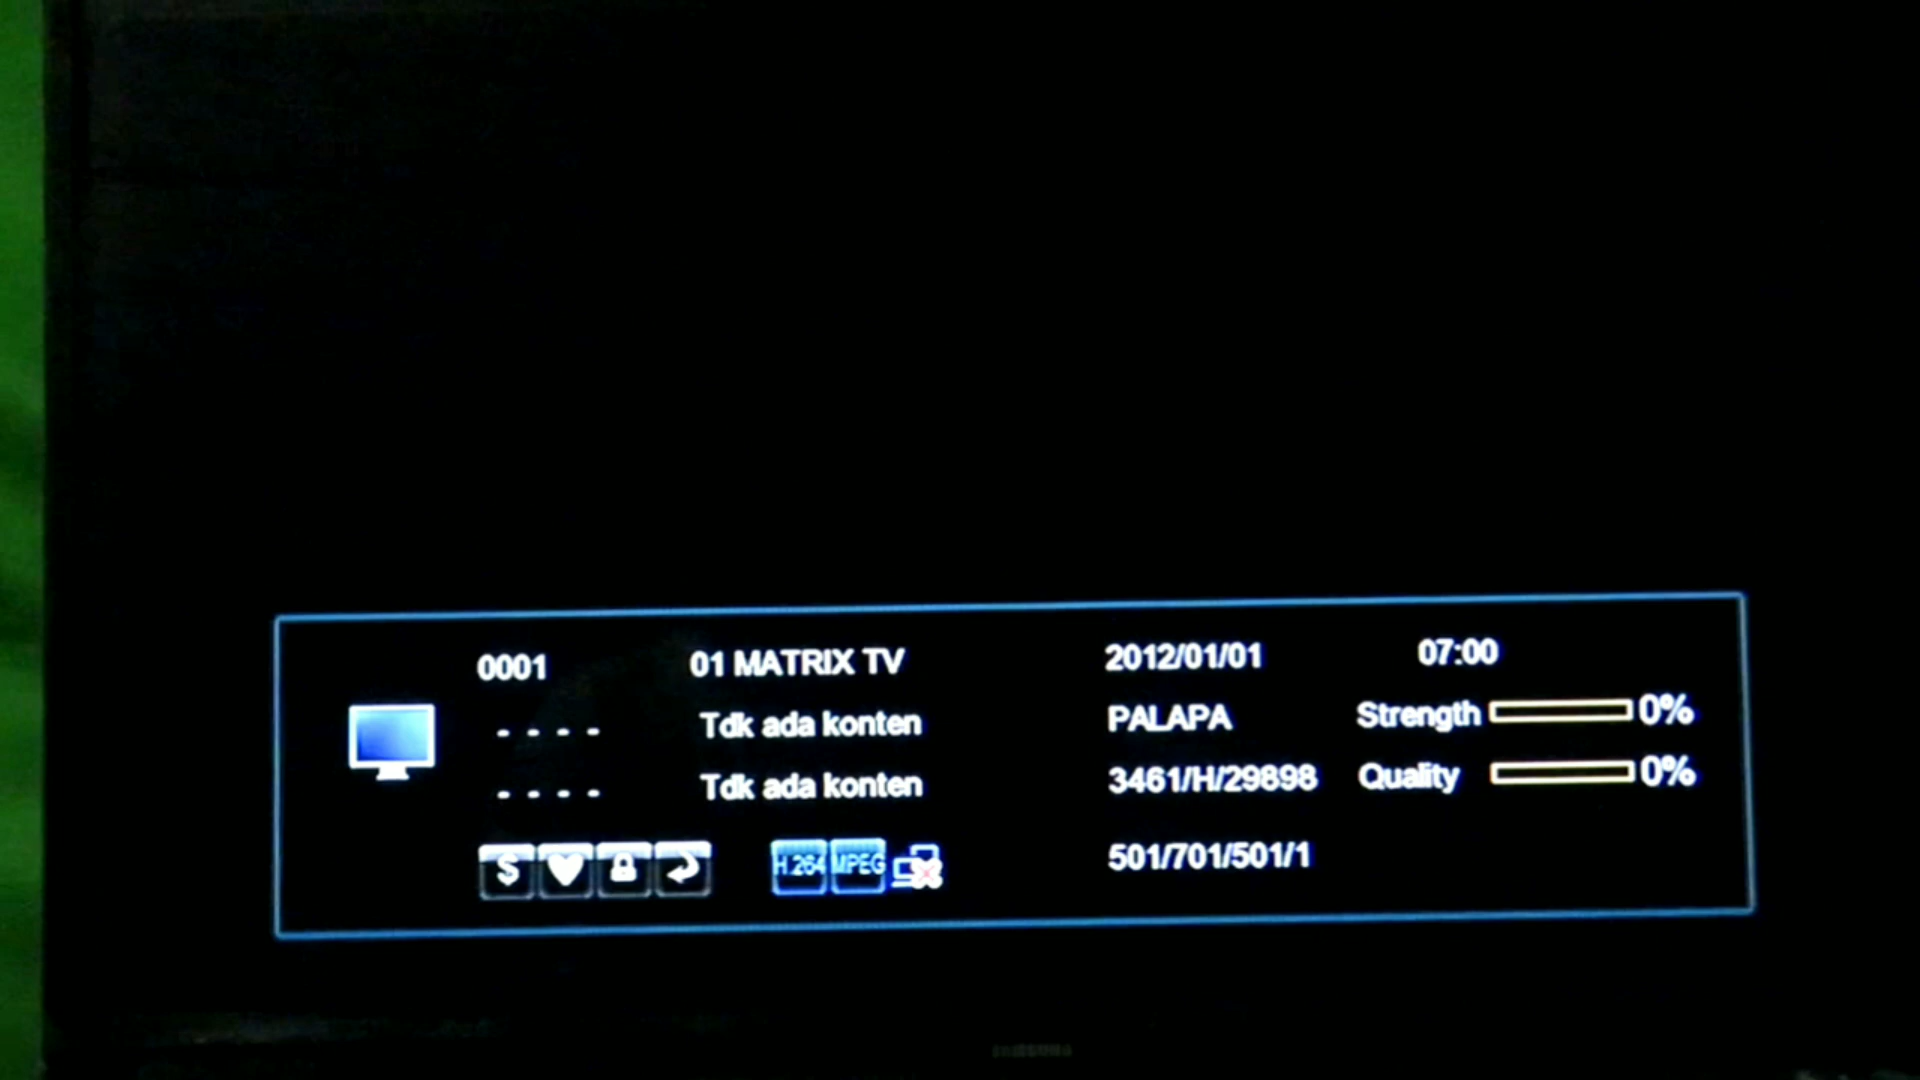 0001 01 MATRIX TV 2012/01/01 07:00
- - - - Tdk ada konten PALAPA Strength 0%
- - - - Tdk ada konten 3461/H/29898 Quality 0%
$ H.264 MPEG 501/701/501/1
SAMSUNG